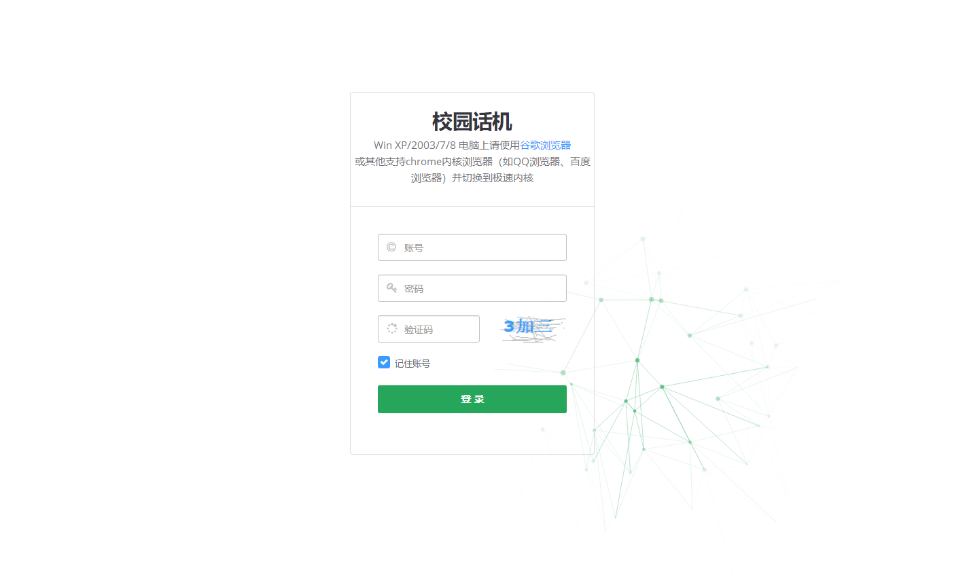 校园话机
Win XP/2003/7/8 电脑上请使用谷歌浏览器
或其他支持chrome内核浏览器（如QQ浏览器、百度
浏览器）并切换到极速内核
账号
密码
验证码
3加三
记住账号
登 录